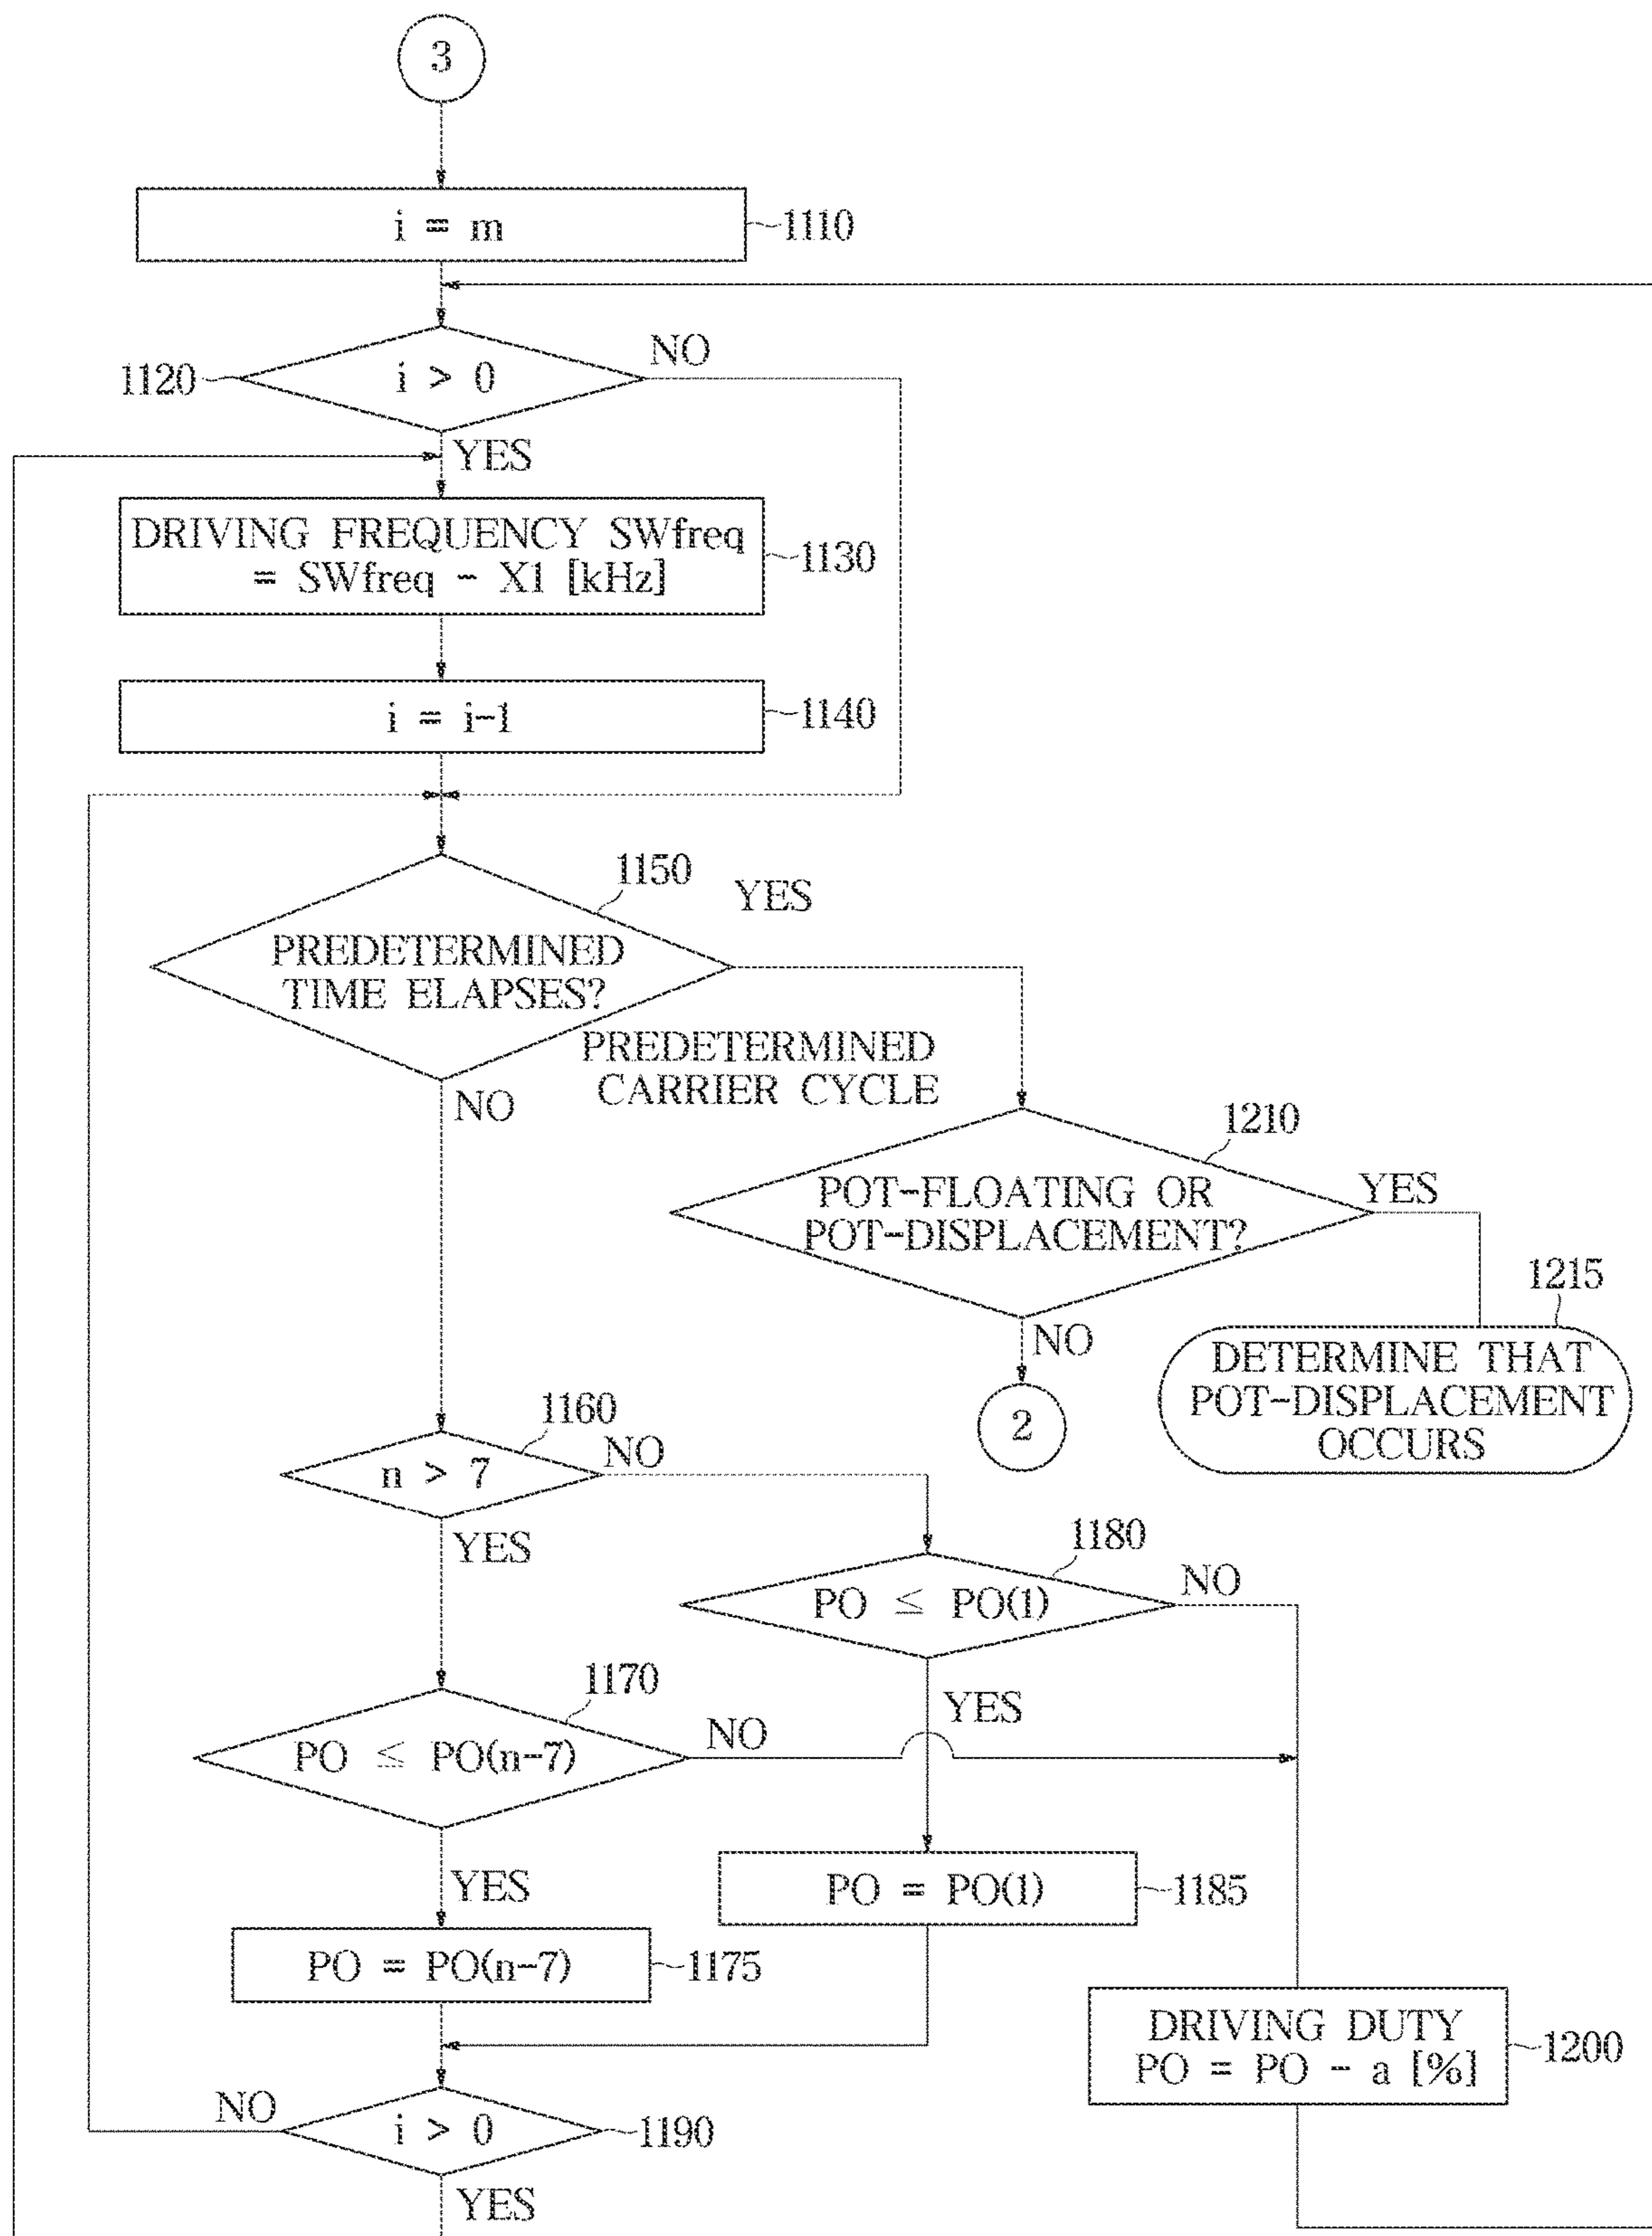 3
i = m
1110
i > 0
1120
NO
YES
DRIVING FREQUENCY SWfreq
= SWfreq - X1 [kHz]
1130
i = i-1
1140
1150
YES
PREDETERMINED
TIME ELAPSES?
PREDETERMINED
CARRIER CYCLE
NO
1210
POT-FLOATING OR
POT-DISPLACEMENT?
YES
1215
NO
DETERMINE THAT
POT-DISPLACEMENT
OCCURS
2
1160
n > 7
NO
YES
1180
PO ≤ PO(1)
NO
1170
YES
PO ≤ PO(n-7)
NO
YES
PO = PO(1)
1185
PO = PO(n-7)
1175
DRIVING DUTY
PO = PO - a [%]
1200
NO
i > 0
1190
YES